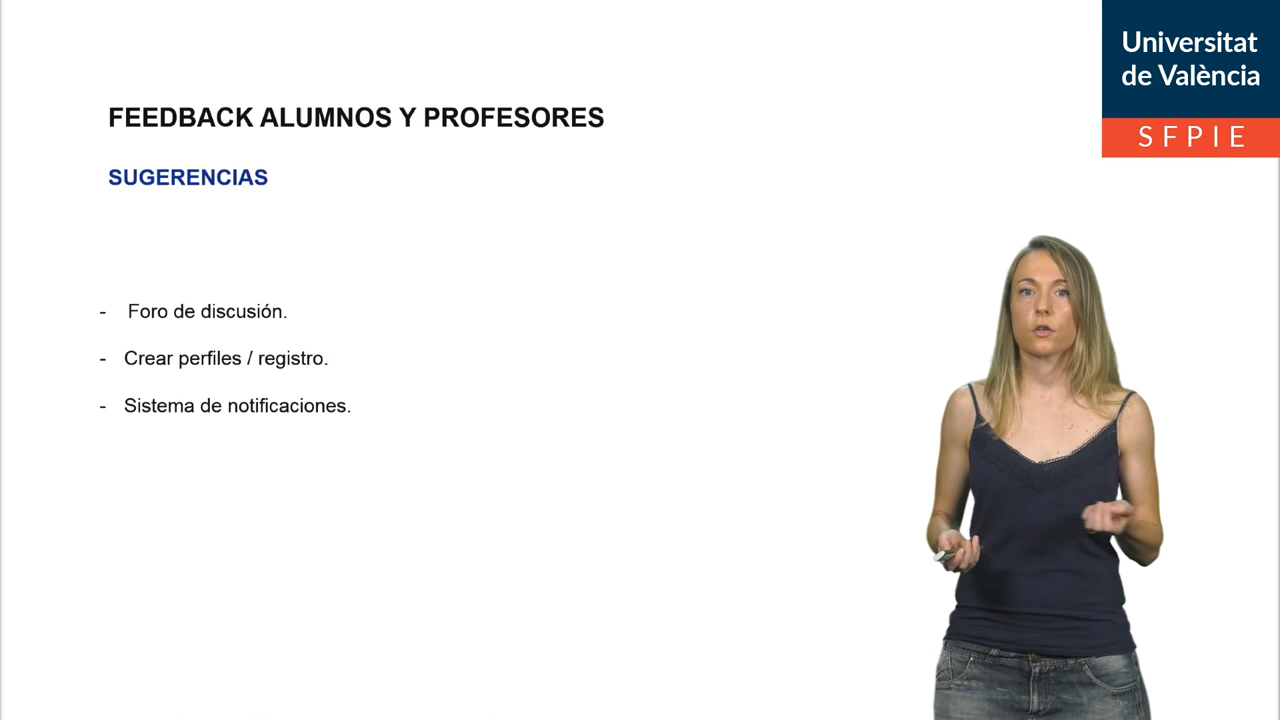 Universitat
de València
SFPIE
FEEDBACK ALUMNOS Y PROFESORES
SUGERENCIAS
- Foro de discusión.
- Crear perfiles / registro.
- Sistema de notificaciones.